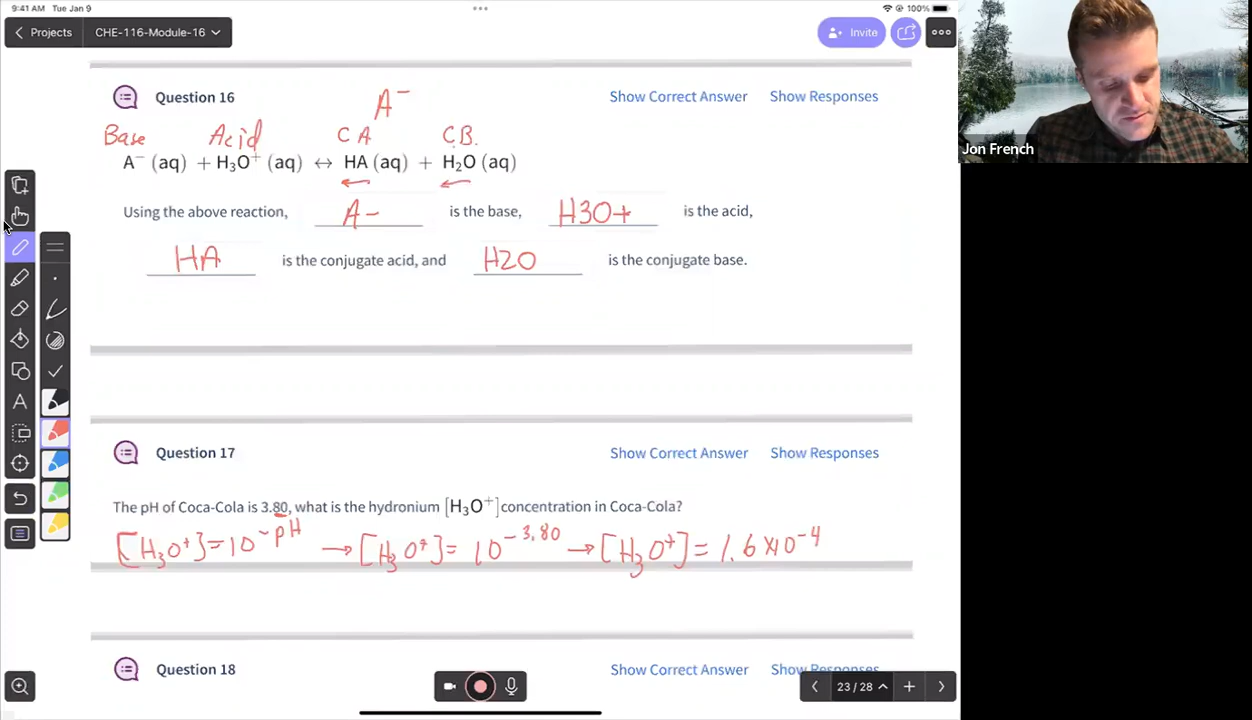 9:41 AM Tue Jan 9
100%
Projects
CHE-116-Module-16
Invite
Question 16
Show Correct Answer
Show Responses
A⁻
Base
Acid
C A
C.B.
A⁻ (aq) + H₃O⁺ (aq) ↔ HA (aq) + H₂O (aq)
Using the above reaction, A- is the base, H3O+ is the acid,
HA is the conjugate acid, and H2O is the conjugate base.
Question 17
Show Correct Answer
Show Responses
The pH of Coca-Cola is 3.80, what is the hydronium [H₃O⁺] concentration in Coca-Cola?
[H₃O⁺]=10⁻ᵖᴴ → [H₃O⁺]= 10⁻³·⁸⁰ → [H₃O⁺]= 1.6×10⁻⁴
Question 18
Show Correct Answer
Show Responses
23 / 28
Jon French